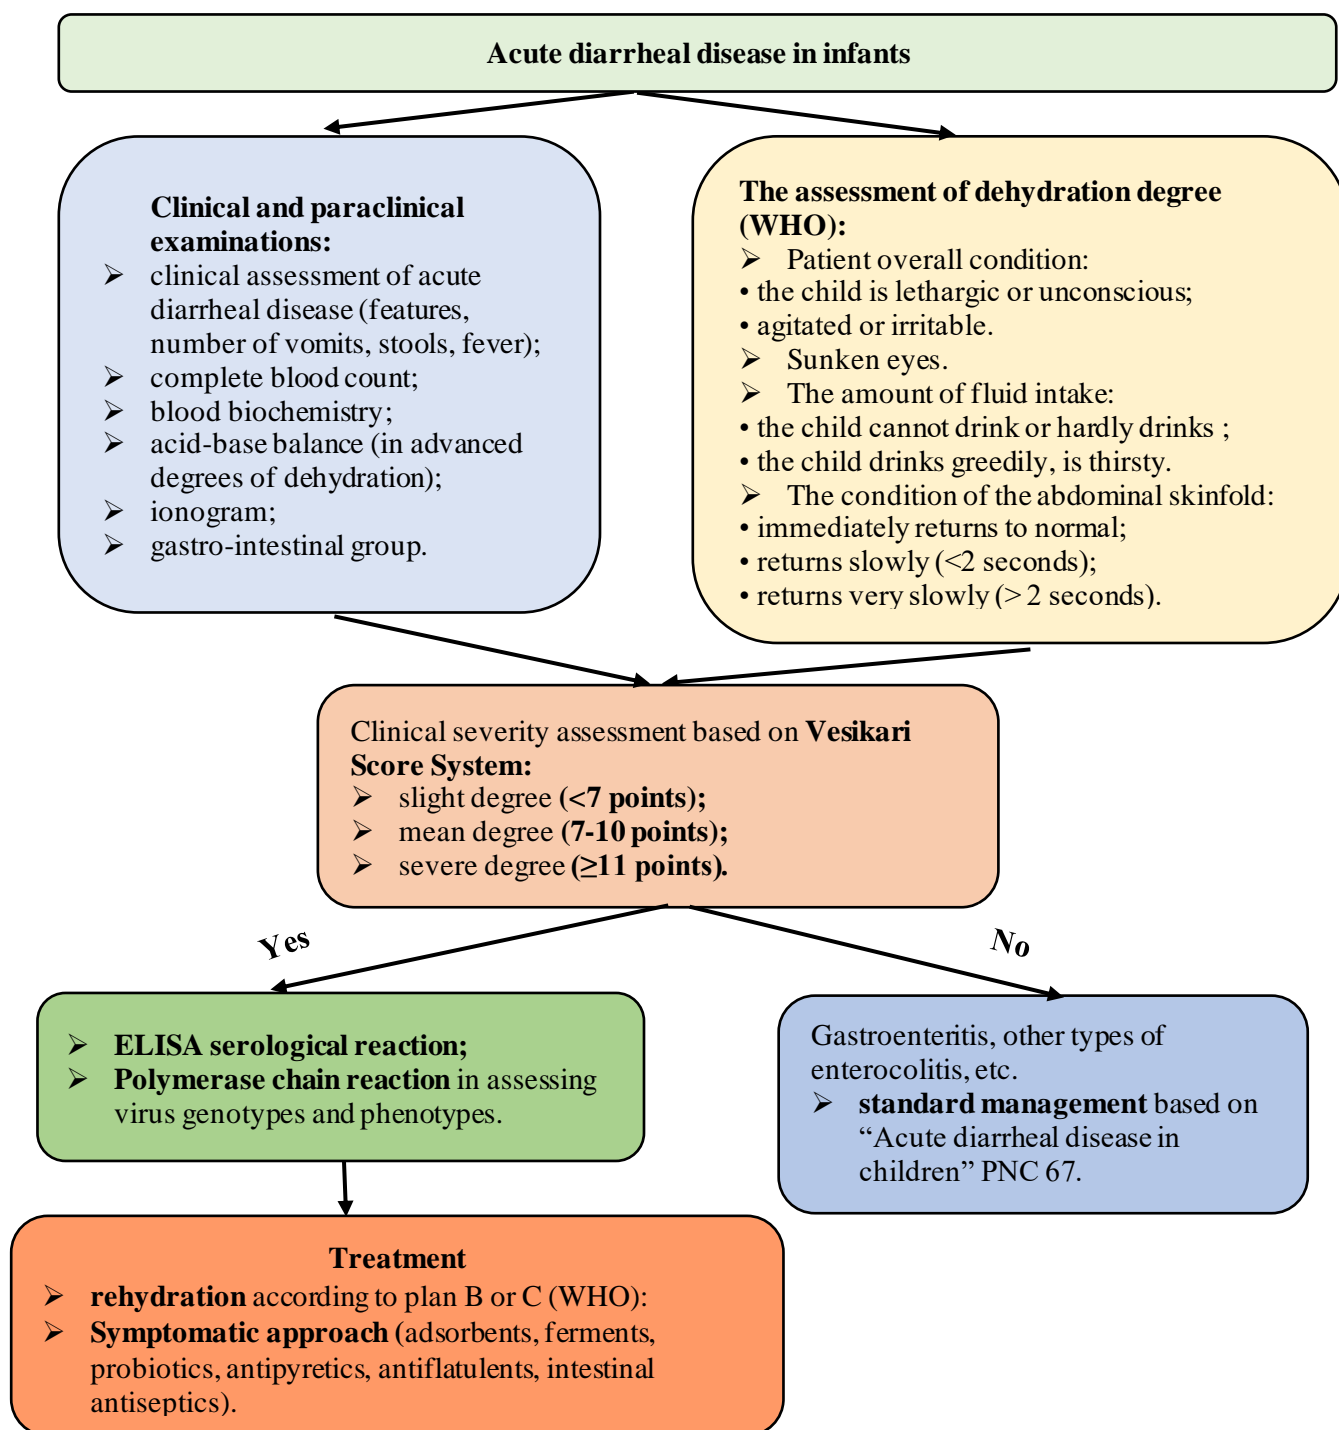 Acute diarrheal disease in infants
Clinical and paraclinical
examinations:
➢ clinical assessment of acute
diarrheal disease (features,
number of vomits, stools, fever);
➢ complete blood count;
➢ blood biochemistry;
➢ acid-base balance (in advanced
degrees of dehydration);
➢ ionogram;
➢ gastro-intestinal group.
The assessment of dehydration degree
(WHO):
➢ Patient overall condition:
• the child is lethargic or unconscious;
• agitated or irritable.
➢ Sunken eyes.
➢ The amount of fluid intake:
• the child cannot drink or hardly drinks ;
• the child drinks greedily, is thirsty.
➢ The condition of the abdominal skinfold:
• immediately returns to normal;
• returns slowly (<2 seconds);
• returns very slowly (> 2 seconds).
Clinical severity assessment based on Vesikari
Score System:
➢ slight degree (<7 points);
➢ mean degree (7-10 points);
➢ severe degree (≥11 points).
Yes
No
➢ ELISA serological reaction;
➢ Polymerase chain reaction in assessing
virus genotypes and phenotypes.
Gastroenteritis, other types of
enterocolitis, etc.
➢ standard management based on
“Acute diarrheal disease in
children” PNC 67.
Treatment
➢ rehydration according to plan B or C (WHO):
➢ Symptomatic approach (adsorbents, ferments,
probiotics, antipyretics, antiflatulents, intestinal
antiseptics).